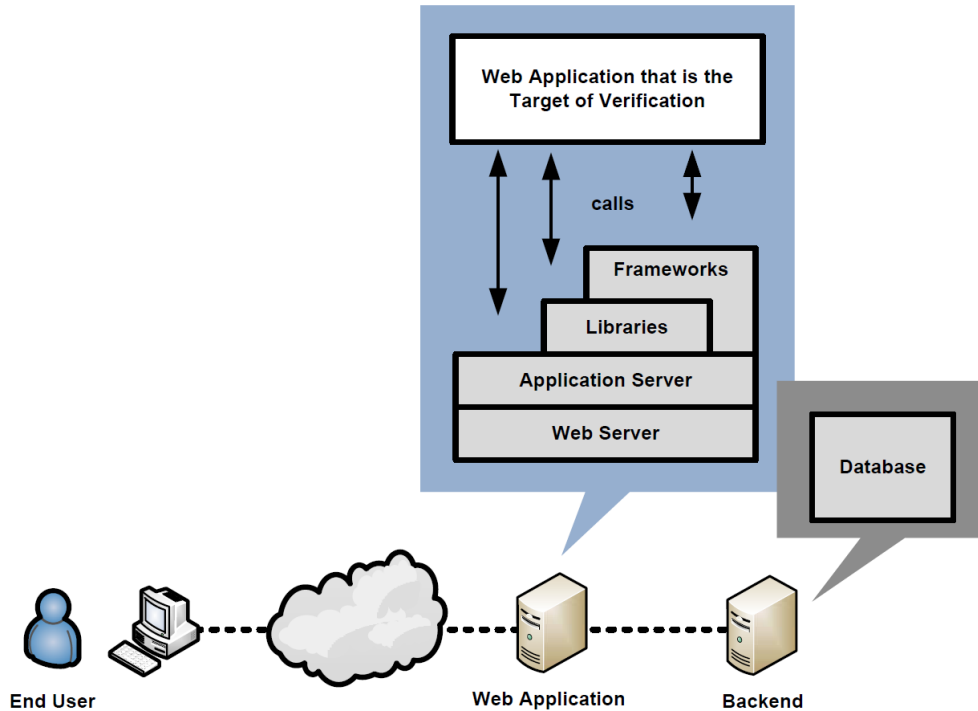 Web Application that is the
Target of Verification
calls
Frameworks
Libraries
Application Server
Web Server
Database
End User
Web Application
Backend